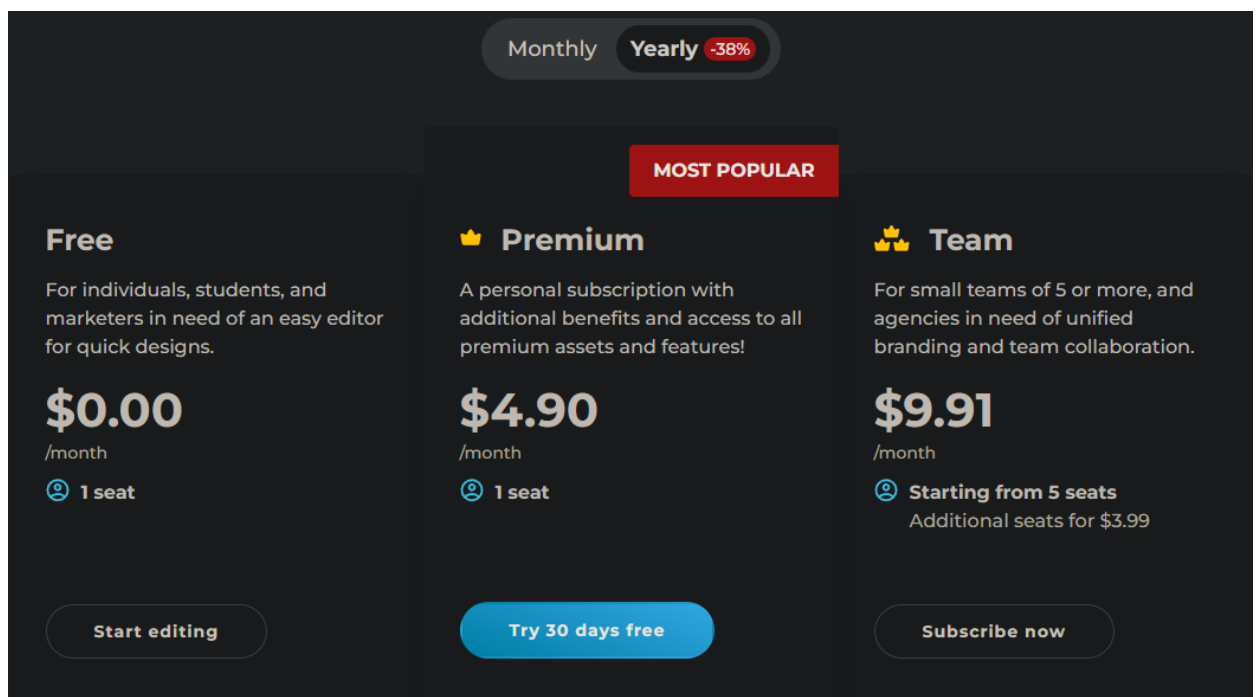 Monthly Yearly -38%
MOST POPULAR
Free
For individuals, students, and
marketers in need of an easy editor
for quick designs.
$0.00
/month
1 seat
Start editing
Premium
A personal subscription with
additional benefits and access to all
premium assets and features!
$4.90
/month
1 seat
Try 30 days free
Team
For small teams of 5 or more, and
agencies in need of unified
branding and team collaboration.
$9.91
/month
Starting from 5 seats
Additional seats for $3.99
Subscribe now